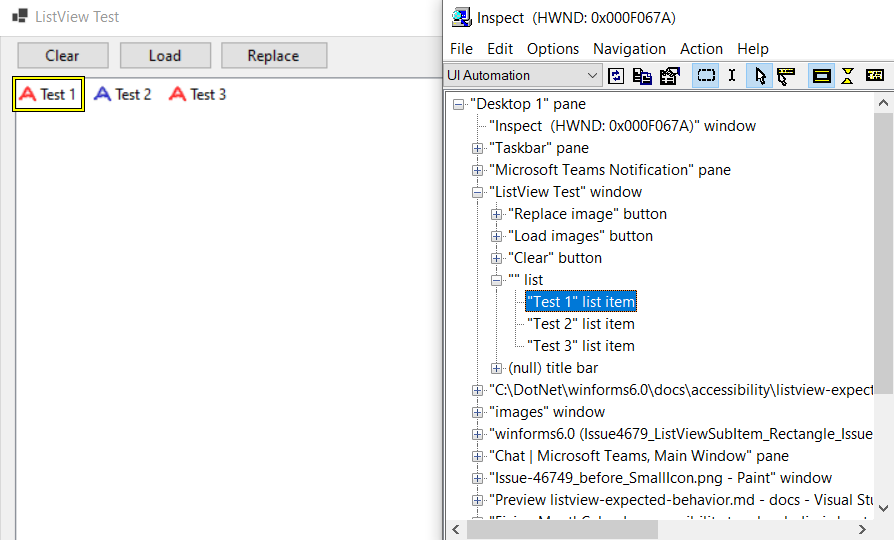 ListView Test
Clear Load Replace
Test 1 Test 2 Test 3
Inspect (HWND: 0x000F067A)
File Edit Options Navigation Action Help
UI Automation
"Desktop 1" pane
"Inspect (HWND: 0x000F067A)" window
"Taskbar" pane
"Microsoft Teams Notification" pane
"ListView Test" window
"Replace image" button
"Load images" button
"Clear" button
"" list
"Test 1" list item
"Test 2" list item
"Test 3" list item
(null) title bar
"C:\DotNet\winforms6.0\docs\accessibility\listview-expect
"images" window
"winforms6.0 (Issue4679_ListViewSubItem_Rectangle_Issue
"Chat | Microsoft Teams, Main Window" pane
"Issue-46749_before_SmallIcon.png - Paint" window
"Preview listview-expected-behavior.md - docs - Visual Stu